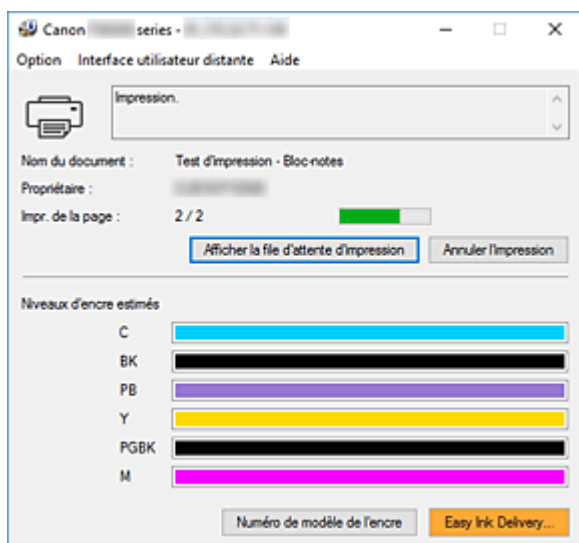 Canon series -
Option Interface utilisateur distante Aide
Impression.
Nom du document : Test d'impression - Bloc-notes
Propriétaire :
Impr. de la page : 2 / 2
Afficher la file d'attente d'impression Annuler l'impression
Niveaux d'encre estimés
C
BK
PB
Y
PGBK
M
Numéro de modèle de l'encre Easy Ink Delivery...